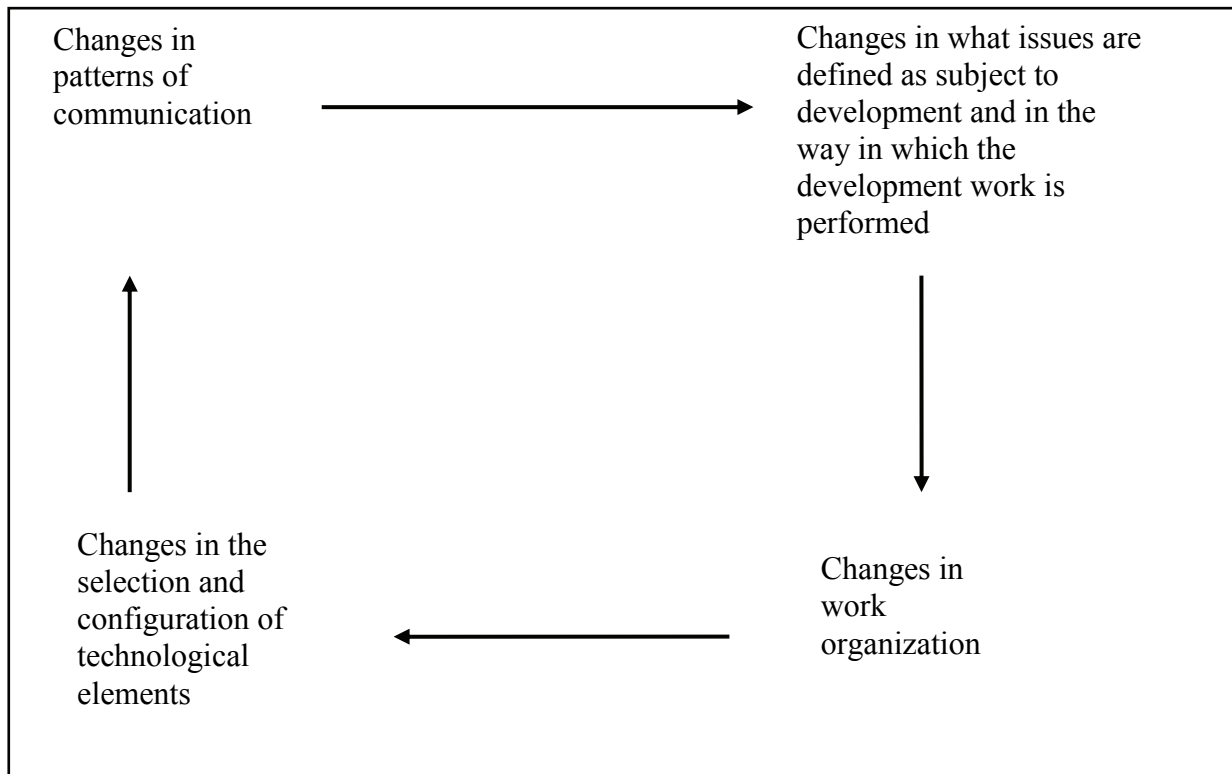 Changes in
patterns of
communication
Changes in what issues are
defined as subject to
development and in the
way in which the
development work is
performed
Changes in the
selection and
configuration of
technological
elements
Changes in
work
organization